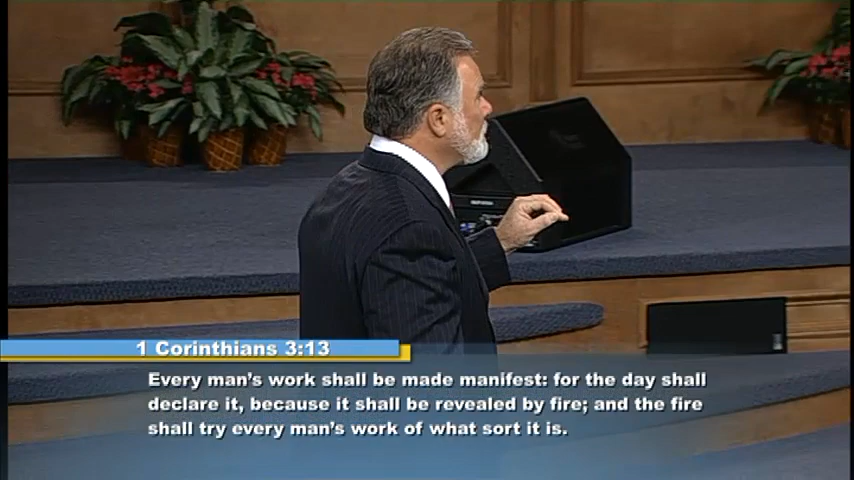 1 Corinthians 3:13
Every man's work shall be made manifest: for the day shall
declare it, because it shall be revealed by fire; and the fire
shall try every man's work of what sort it is.